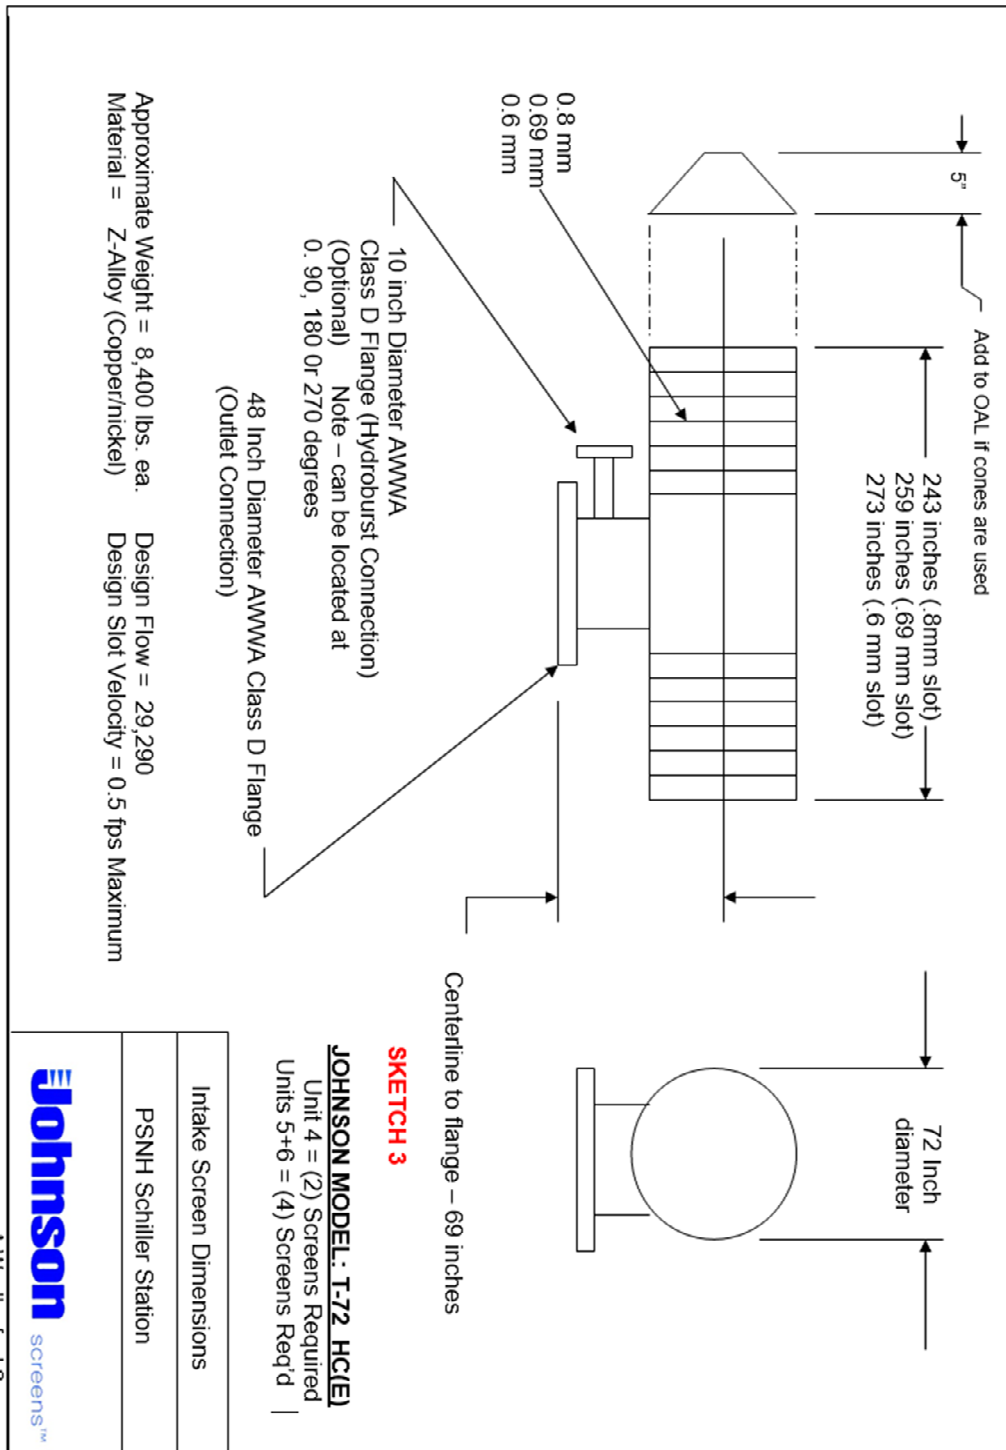 5"
Add to OAL if cones are used
243 inches (.8mm slot)
259 inches (.69 mm slot)
273 inches (.6 mm slot)
0.8 mm
0.69 mm
0.6 mm
10 inch Diameter AWWA
Class D Flange (Hydroburst Connection)
(Optional) Note – can be located at
0. 90, 180 0r 270 degrees
48 Inch Diameter AWWA Class D Flange
(Outlet Connection)
Approximate Weight = 8,400 lbs. ea. Design Flow = 29,290
Material = Z-Alloy (Copper/nickel) Design Slot Velocity = 0.5 fps Maximum
72 Inch
diameter
Centerline to flange – 69 inches
SKETCH 3
JOHNSON MODEL: T-72 HC(E)
Unit 4 = (2) Screens Required
Units 5+6 = (4) Screens Req'd
Intake Screen Dimensions
PSNH Schiller Station
Johnson screens™